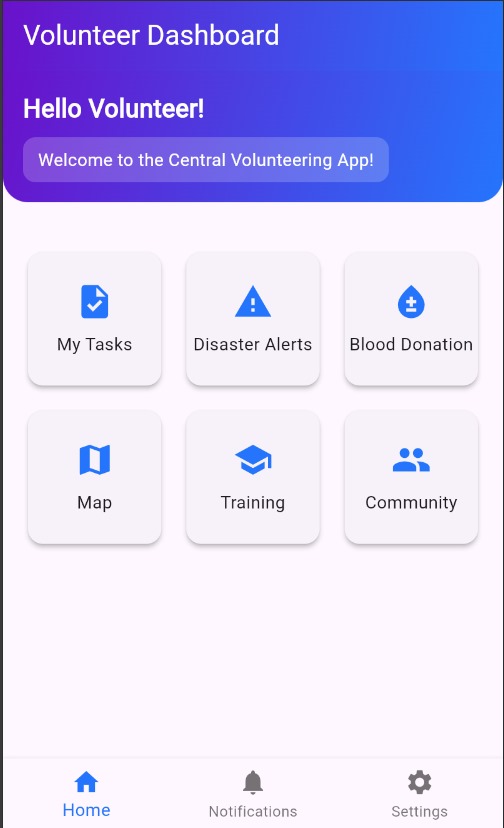 Volunteer Dashboard
Hello Volunteer!
Welcome to the Central Volunteering App!
My Tasks
Disaster Alerts
Blood Donation
Map
Training
Community
Home
Notifications
Settings